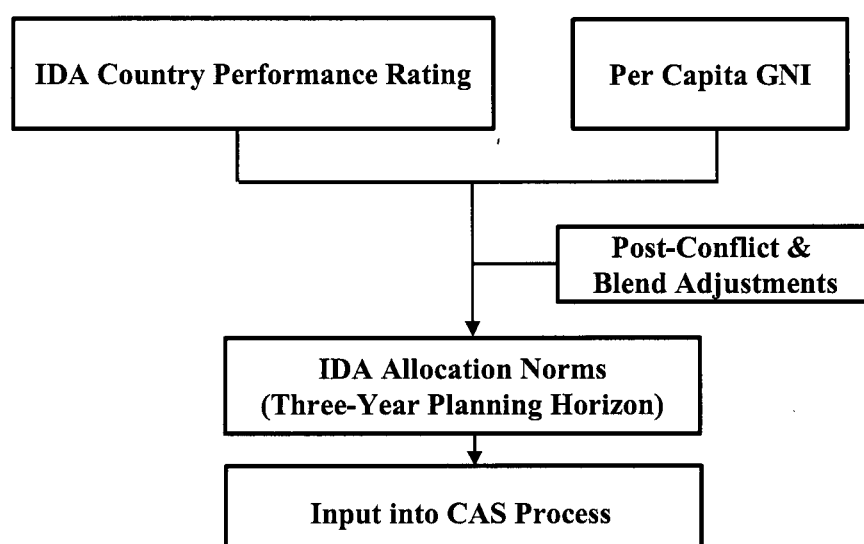 IDA Country Performance Rating
Per Capita GNI
Post-Conflict &
Blend Adjustments
IDA Allocation Norms
(Three-Year Planning Horizon)
Input into CAS Process